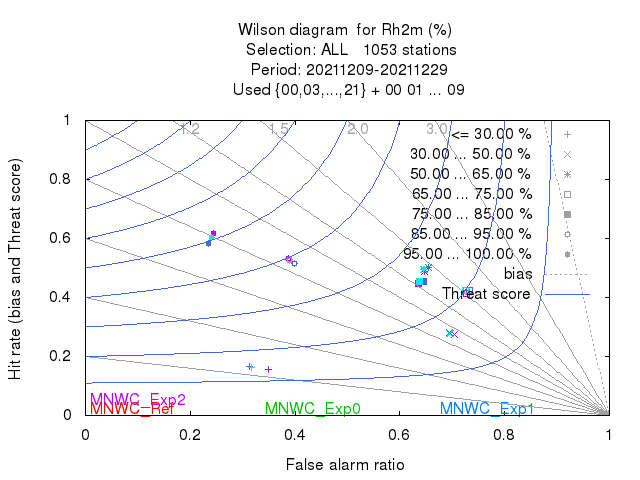 Wilson diagram  for Rh2m (%)
Selection: ALL   1053 stations
Period: 20211209-20211229
Used {00,03,...,21} + 00 01 ... 09
Hit rate (bias and Threat score)
1
0.8
0.6
0.4
0.2
0
1.2 1.5 2.0 3.0
<= 30.00 %
30.00 ... 50.00 %
50.00 ... 65.00 %
65.00 ... 75.00 %
75.00 ... 85.00 %
85.00 ... 95.00 %
95.00 ... 100.00 %
bias
Threat score
MNWC_Exp2
MNWC_Ref MNWC_Exp0 MNWC_Exp1
0 0.2 0.4 0.6 0.8 1
False alarm ratio